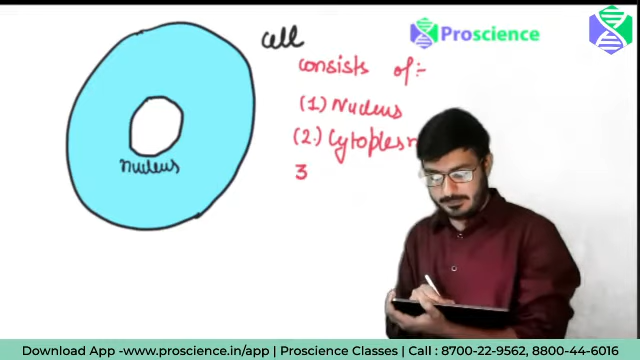 cell
Proscience
consists of :-
(1) Nucleus
(2.) Cytoplasm
3
nucleus
Download App -www.proscience.in/app | Proscience Classes | Call : 8700-22-9562, 8800-44-6016